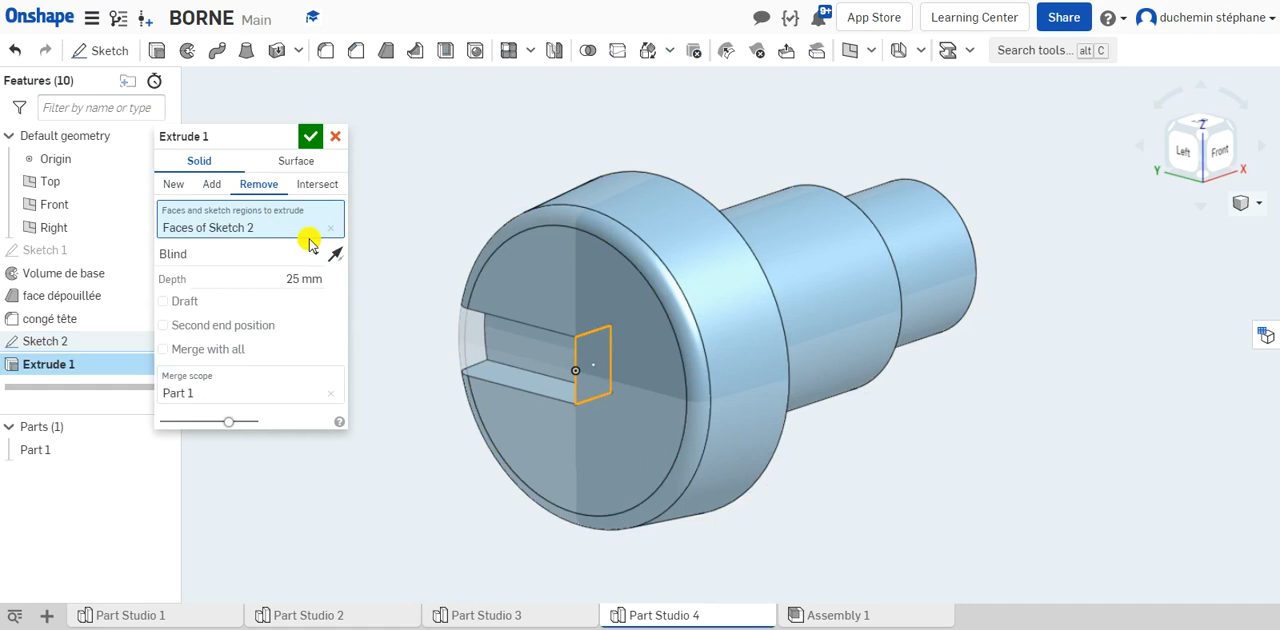 Onshape BORNE Main 9+ App Store Learning Center Share duchemin stéphane
Sketch Search tools... alt C
Features (10)
Filter by name or type
Default geometry
Origin
Top
Front
Right
Sketch 1
Volume de base
face dépouillée
congé tête
Sketch 2
Extrude 1
Parts (1)
Part 1
Extrude 1
Solid Surface
New Add Remove Intersect
Faces and sketch regions to extrude
Faces of Sketch 2
Blind
Depth 25 mm
Draft
Second end position
Merge with all
Merge scope
Part 1
Z
Left Front
Y X
Part Studio 1 Part Studio 2 Part Studio 3 Part Studio 4 Assembly 1